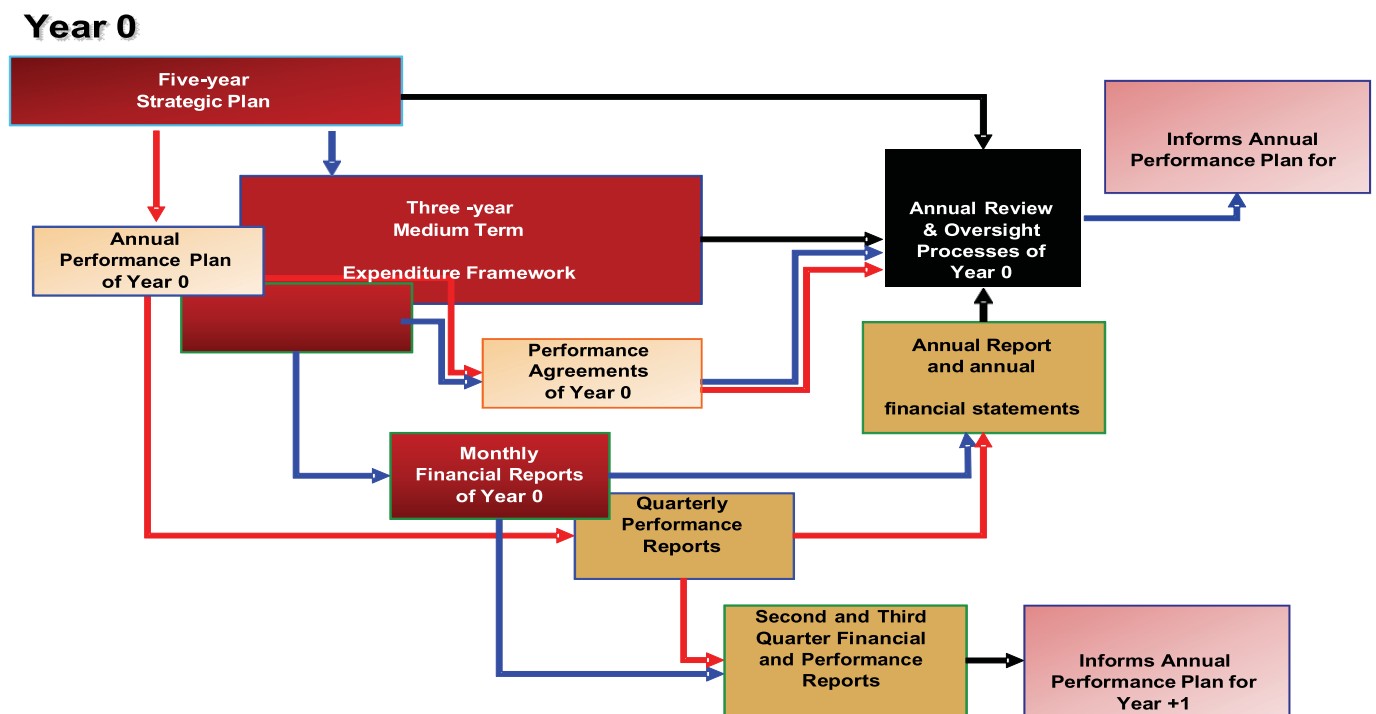 Year 0
Five-year
Strategic Plan
Informs Annual
Performance Plan for
Three -year
Medium Term
Expenditure Framework
Annual Review
& Oversight
Processes of
Year 0
Annual
Performance Plan
of Year 0
Performance
Agreements
of Year 0
Annual Report
and annual
financial statements
Monthly
Financial Reports
of Year 0
Quarterly
Performance
Reports
Second and Third
Quarter Financial
and Performance
Reports
Informs Annual
Performance Plan for
Year +1